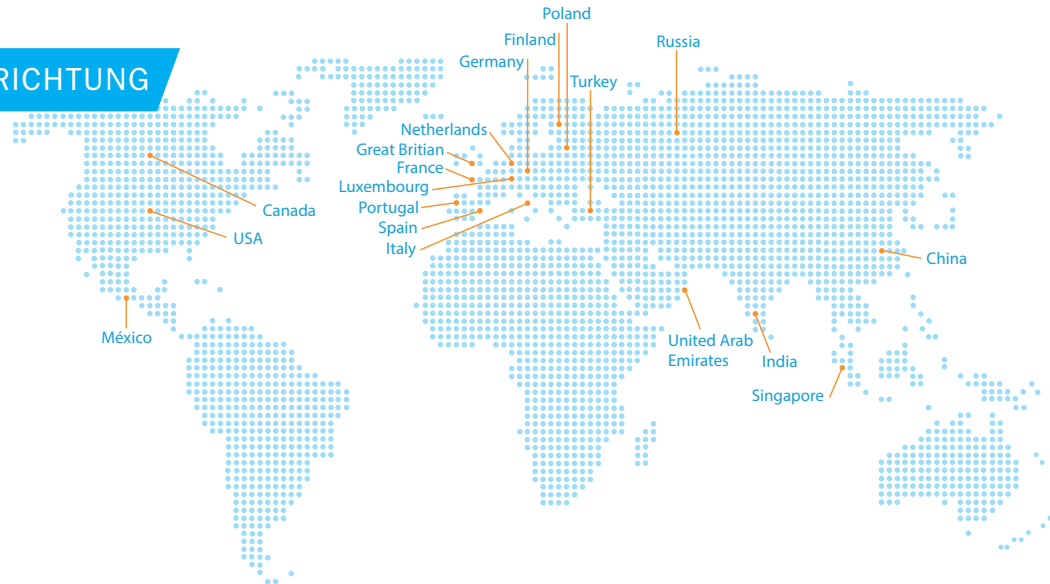 Poland
Finland
Russia
Germany
RICHTUNG
Turkey
Netherlands
Great Britian
France
Luxembourg
Portugal
Canada
Spain
USA
Italy
China
México
United Arab
Emirates
India
Singapore